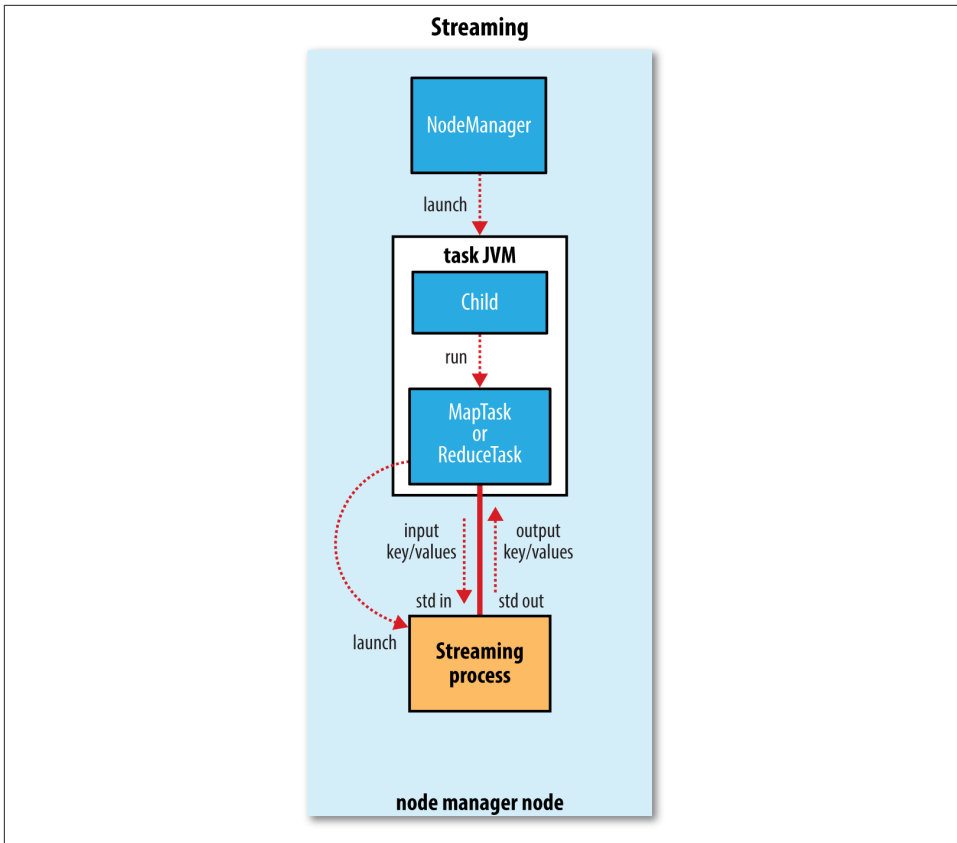 Streaming
NodeManager
launch
task JVM
Child
run
MapTask
or
ReduceTask
input
key/values
output
key/values
std in
std out
launch
Streaming
process
node manager node